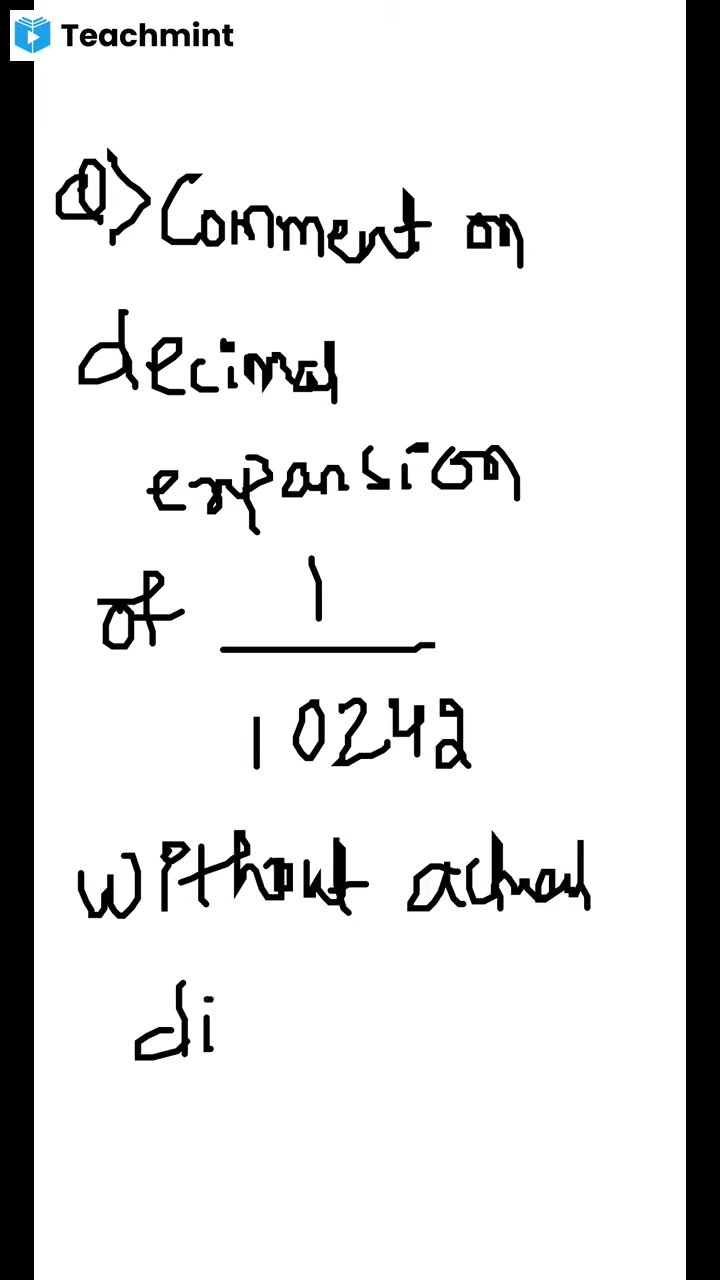 Teachmint
Q> Comment on
decimal
expansion
of 1
10242
without actual
di